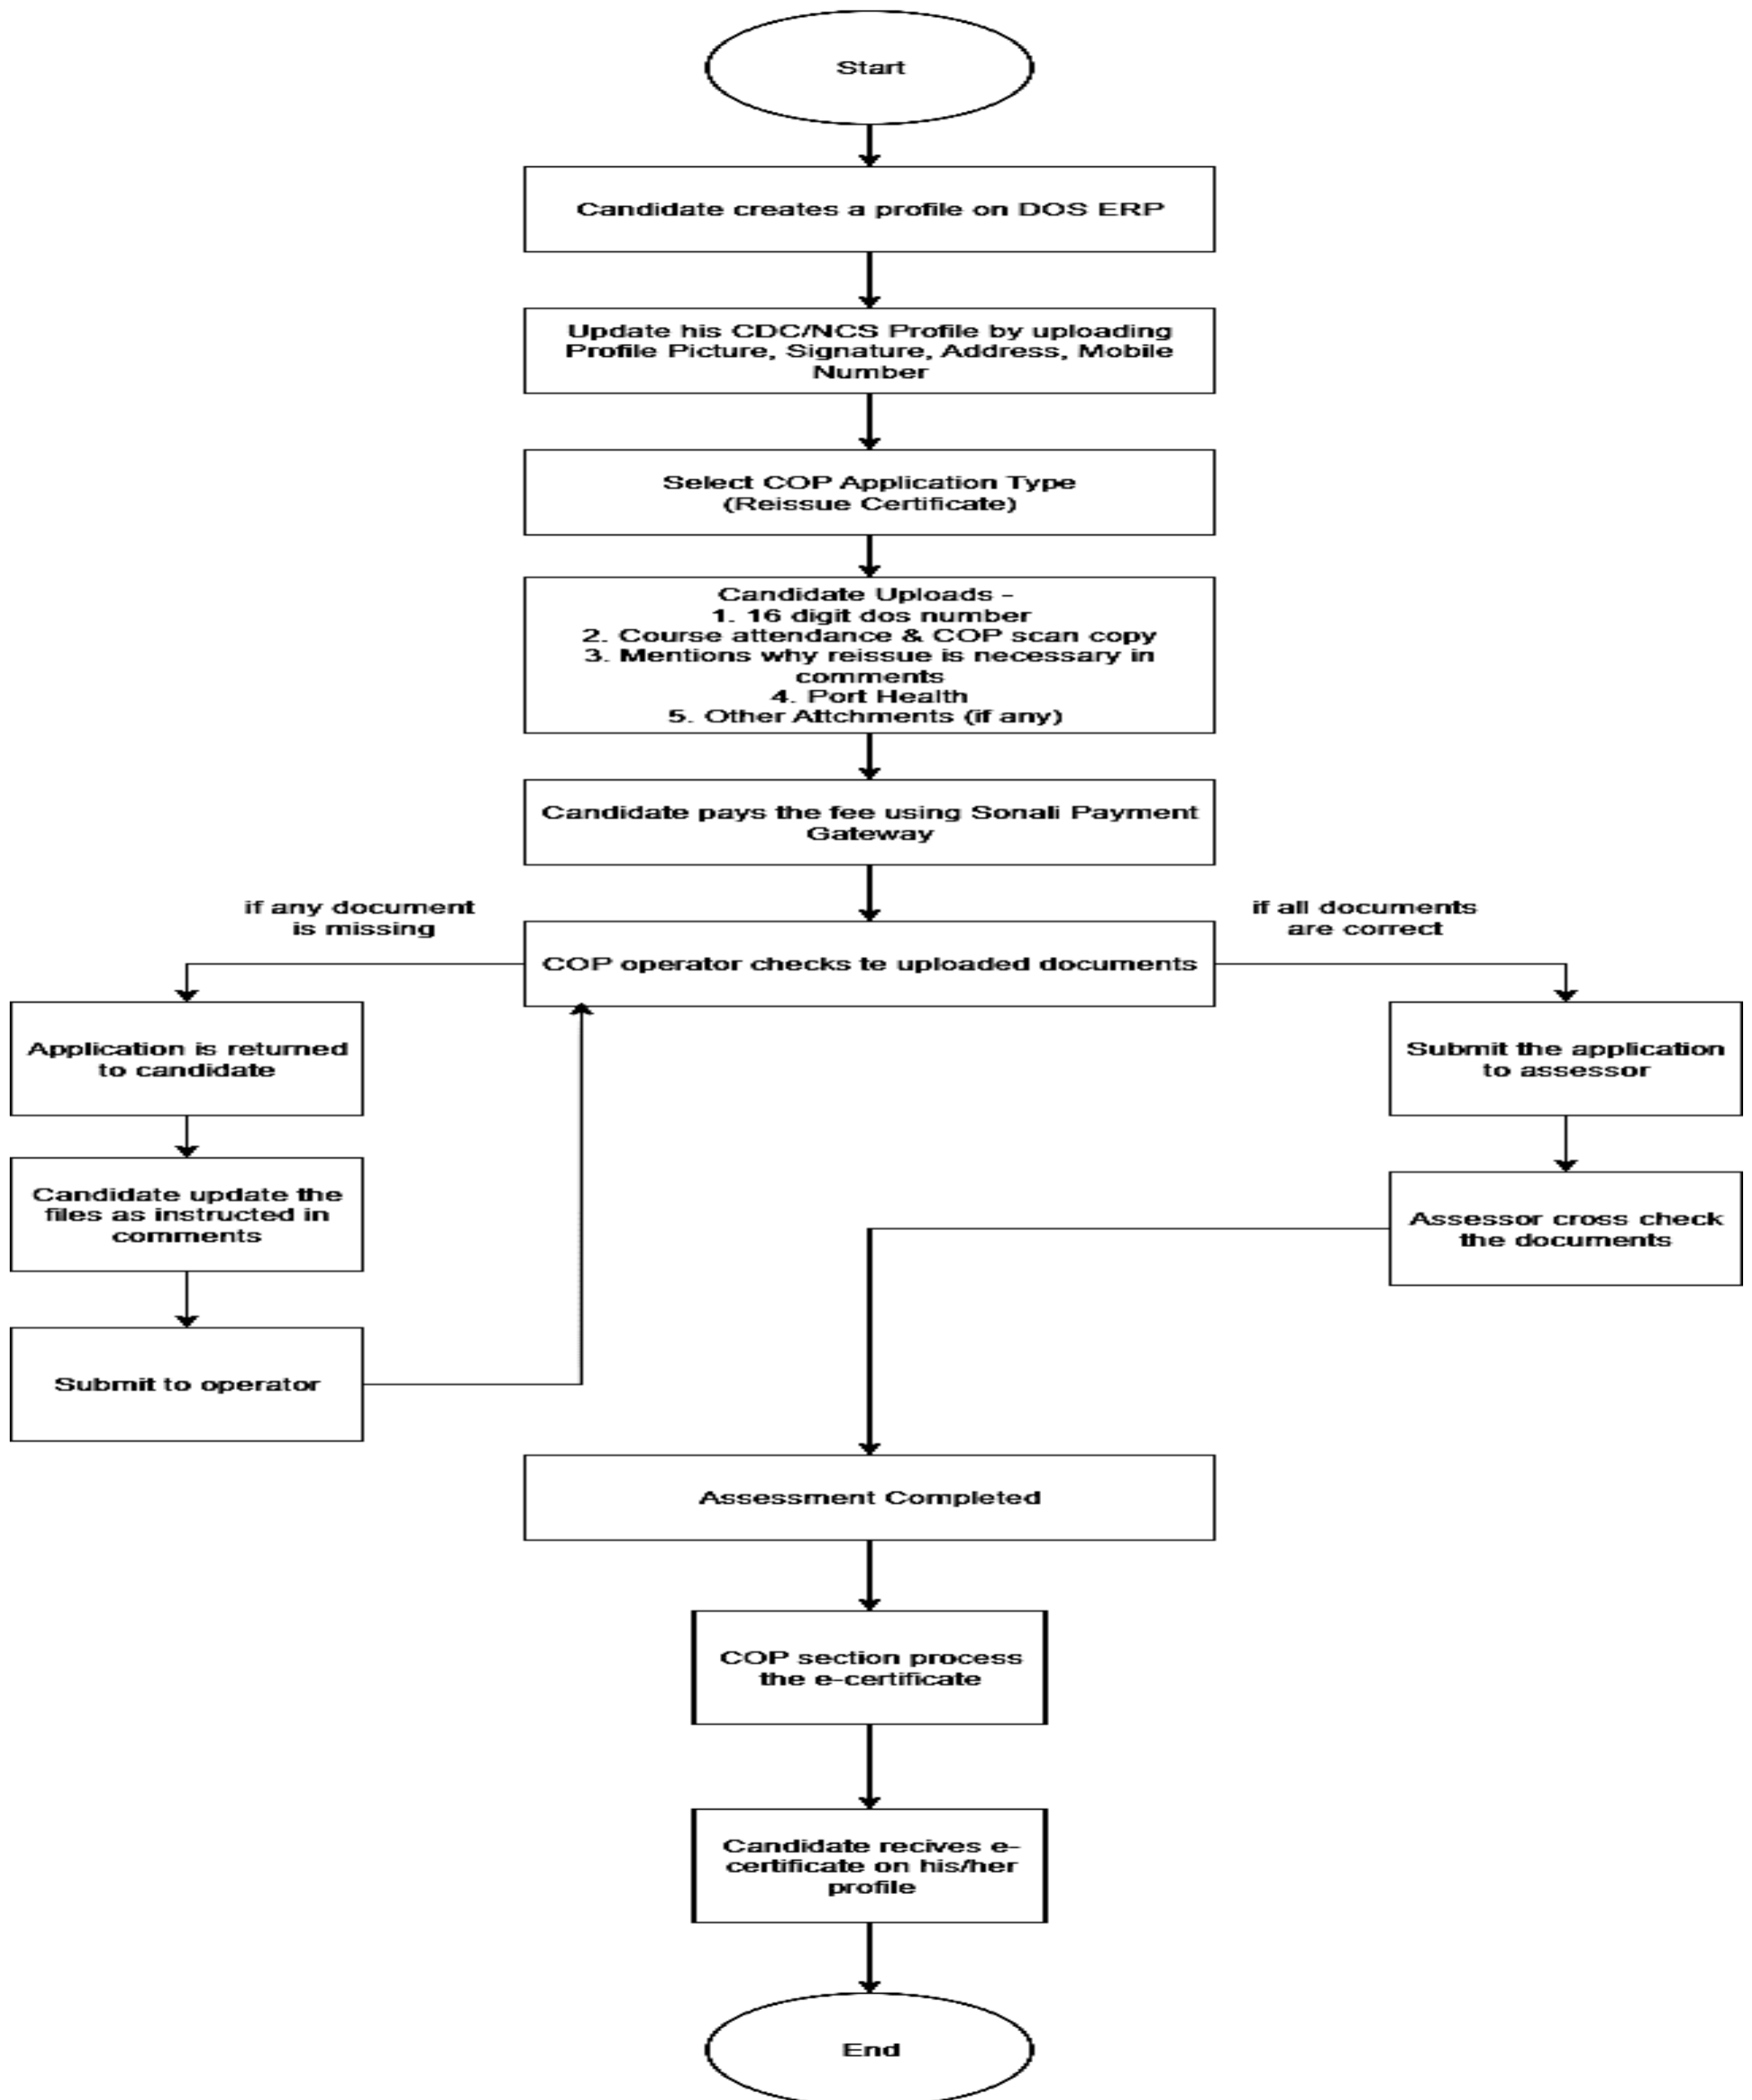 Start
Candidate creates a profile on DOS ERP
Update his CDC/NCS Profile by uploading
Profile Picture, Signature, Address, Mobile
Number
Select COP Application Type
(Reissue Certificate)
Candidate Uploads -
1. 16 digit dos number
2. Course attendance & COP scan copy
3. Mentions why reissue is necessary in
comments
4. Port Health
5. Other Attchments (if any)
Candidate pays the fee using Sonali Payment
Gateway
if any document
is missing
if all documents
are correct
COP operator checks te uploaded documents
Application is returned
to candidate
Submit the application
to assessor
Candidate update the
files as instructed in
comments
Assessor cross check
the documents
Submit to operator
Assessment Completed
COP section process
the e-certificate
Candidate recives e-
certificate on his/her
profile
End